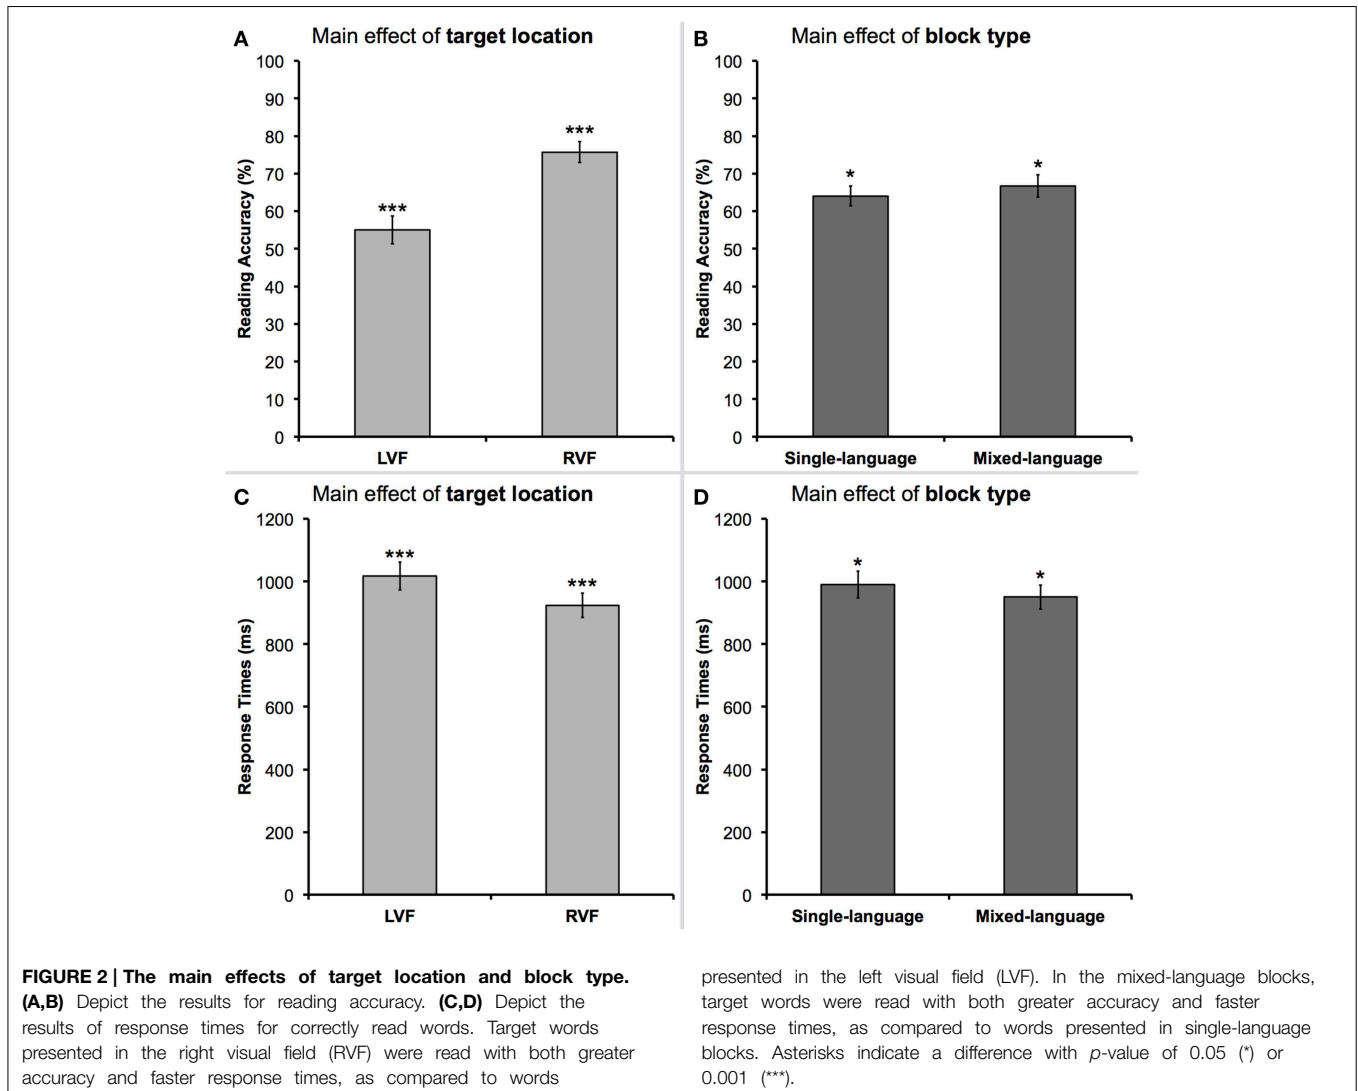 A Main effect of target location
100
90
80
70
60
50
40
30
20
10
0
Reading Accuracy (%)
***
***
LVF RVF
B Main effect of block type
100
90
80
70
60
50
40
30
20
10
0
Reading Accuracy (%)
*
*
Single-language Mixed-language
C Main effect of target location
1200
1000
800
600
400
200
0
Response Times (ms)
***
***
LVF RVF
D Main effect of block type
1200
1000
800
600
400
200
0
Response Times (ms)
*
*
Single-language Mixed-language
FIGURE 2 | The main effects of target location and block type.
(A,B) Depict the results for reading accuracy. (C,D) Depict the
results of response times for correctly read words. Target words
presented in the right visual field (RVF) were read with both greater
accuracy and faster response times, as compared to words
presented in the left visual field (LVF). In the mixed-language blocks,
target words were read with both greater accuracy and faster
response times, as compared to words presented in single-language
blocks. Asterisks indicate a difference with p-value of 0.05 (*) or
0.001 (***).